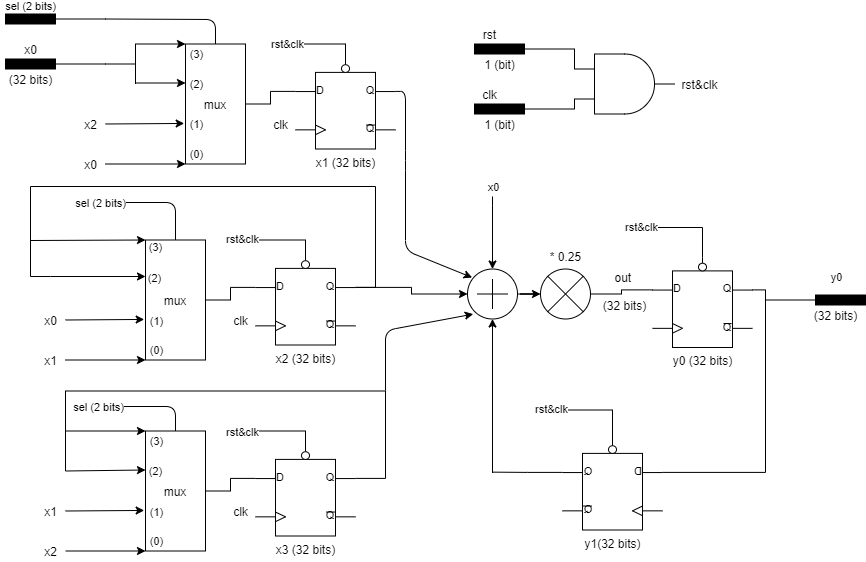 sel (2 bits)
x0
(32 bits)
(3)
(2)
mux
x2
(1)
x0
(0)
rst&clk
D
Q
clk
Q
x1 (32 bits)
rst
1 (bit)
clk
1 (bit)
rst&clk
sel (2 bits)
(3)
(2)
mux
x0
(1)
x1
(0)
rst&clk
D
Q
clk
Q
x2 (32 bits)
x0
* 0.25
out
(32 bits)
rst&clk
D
Q
Q
y0 (32 bits)
y0
(32 bits)
sel (2 bits)
(3)
(2)
mux
x1
(1)
x2
(0)
rst&clk
D
Q
clk
Q
x3 (32 bits)
rst&clk
Q
D
Q
y1(32 bits)